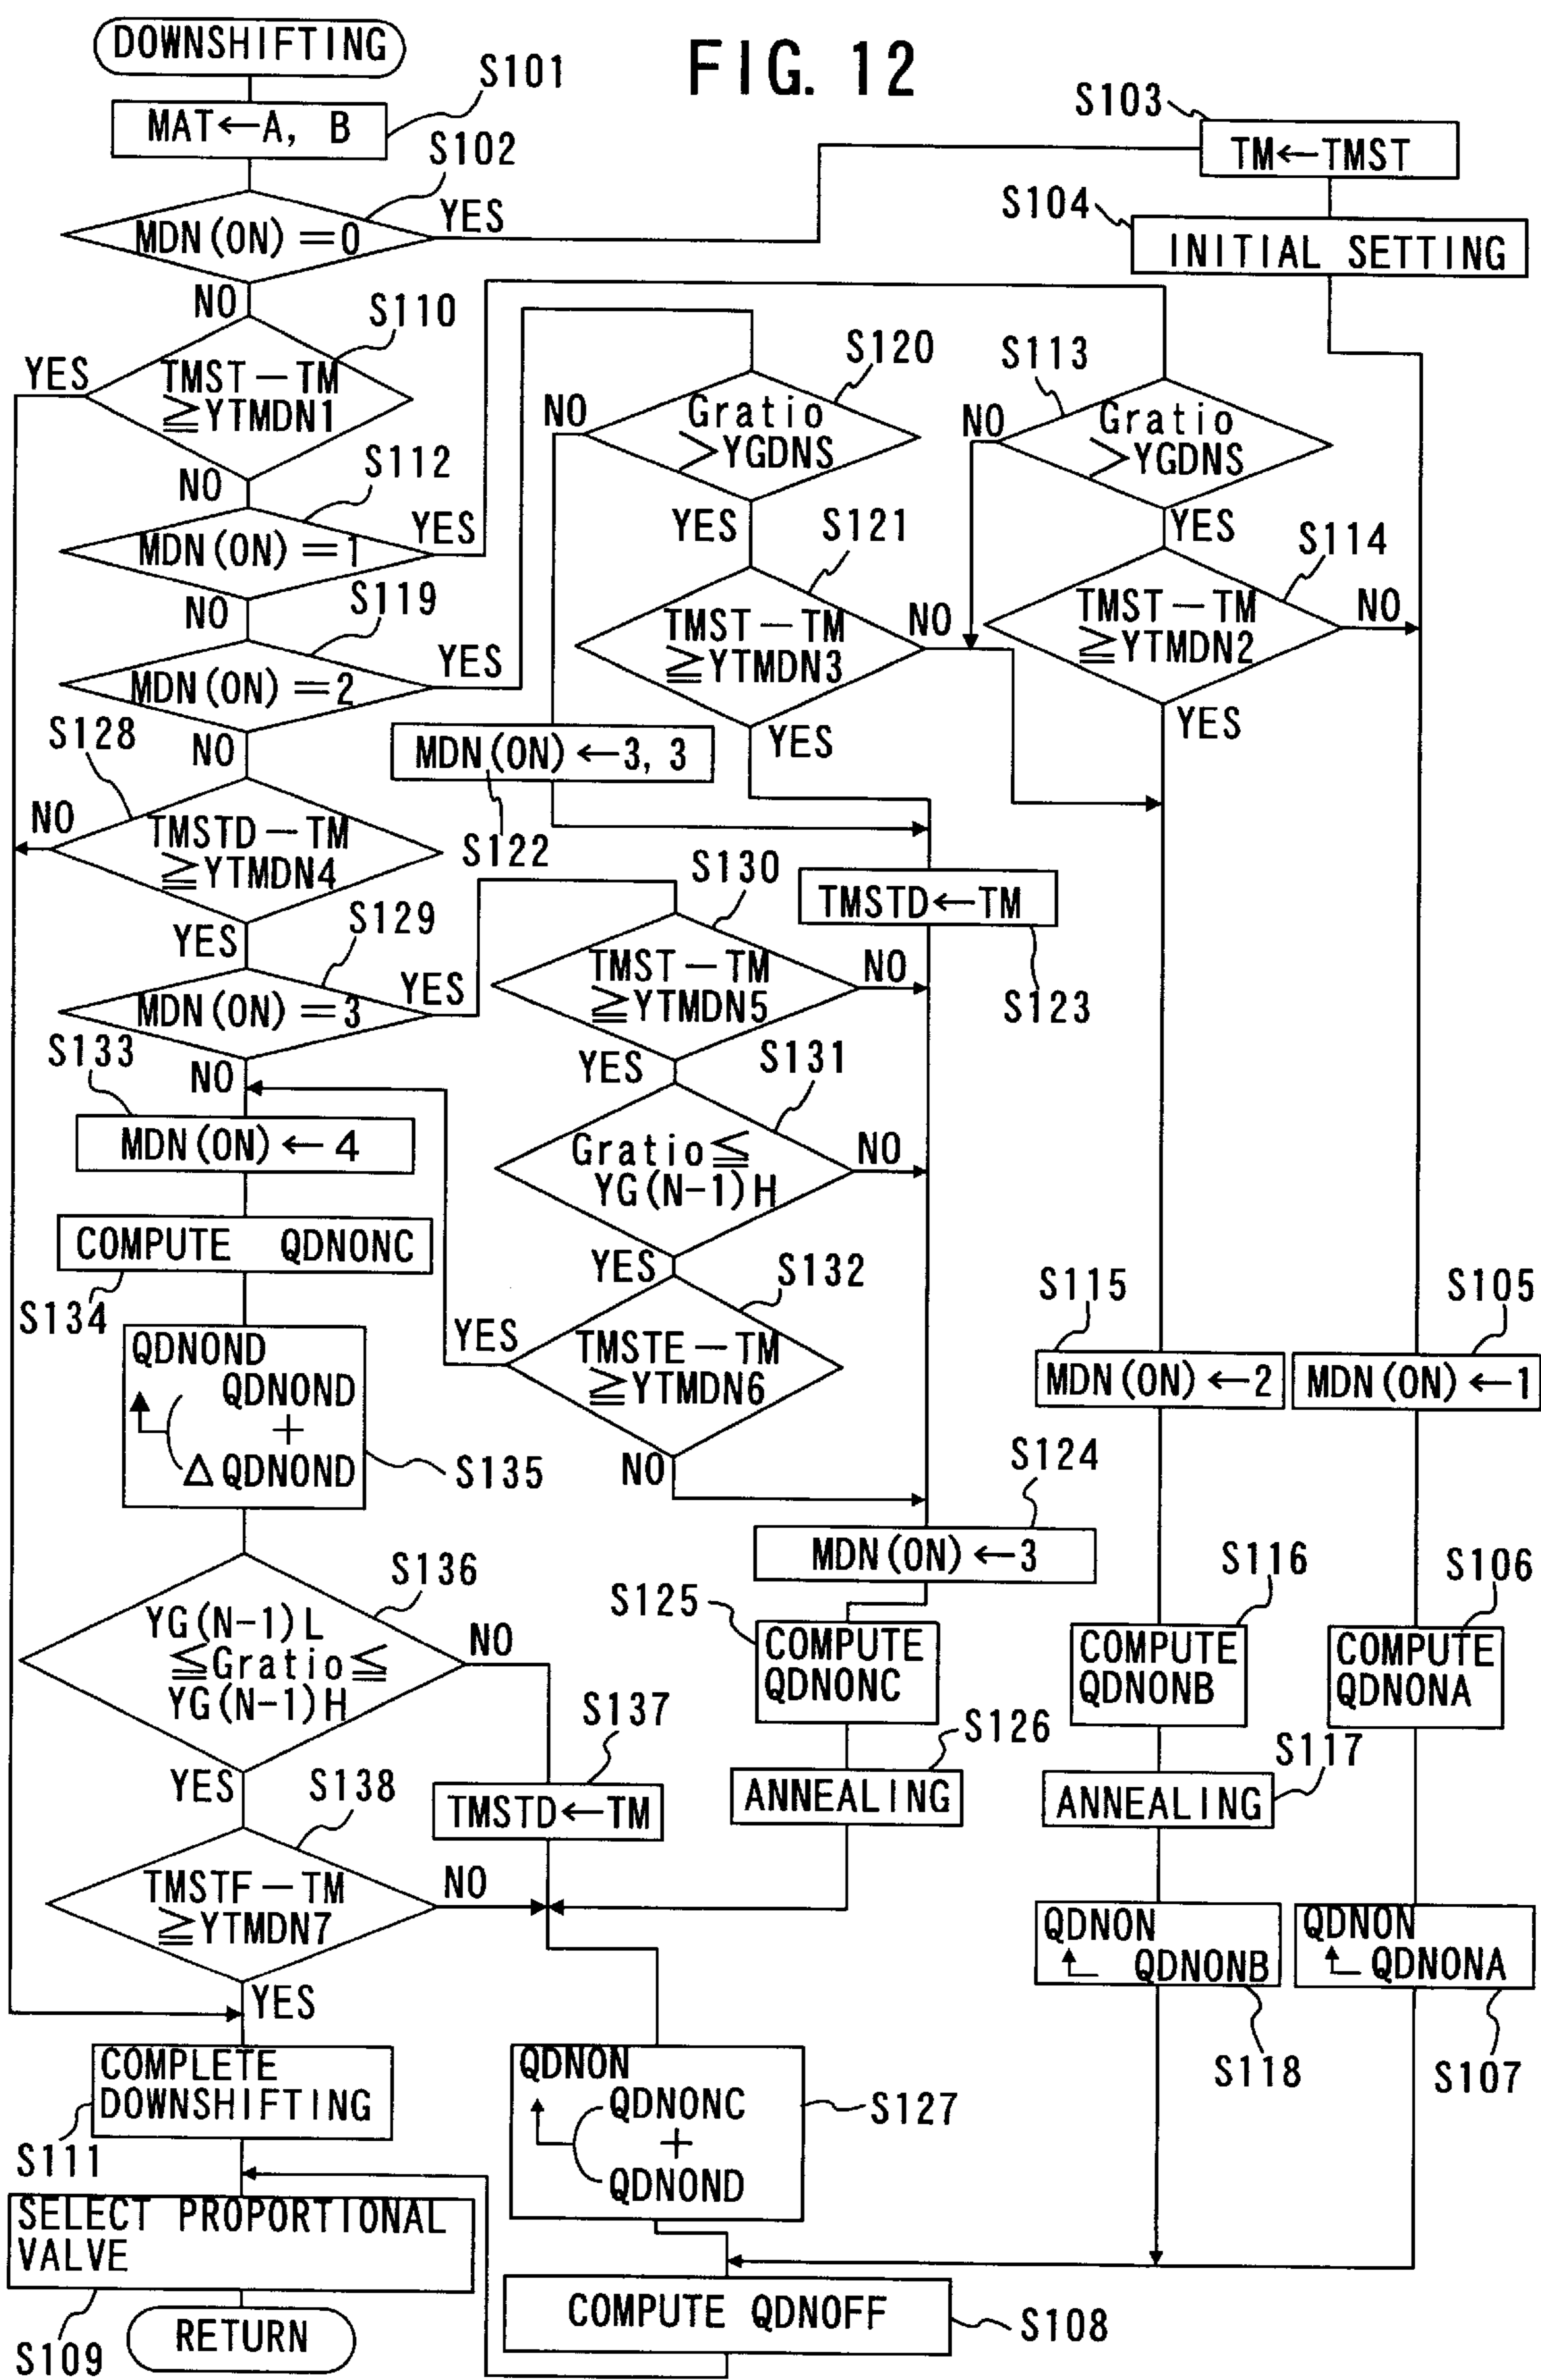 FIG. 12
DOWNSHIFTING
S101
MAT←A, B
S102
MDN(ON)=0
YES
NO
S103
TM←TMST
S104
INITIAL SETTING
S110
TMST−TM
≧YTMDN1
YES
NO
S112
MDN(ON)=1
YES
NO
S119
MDN(ON)=2
YES
NO
S120
Gratio
>YGDNS
NO
YES
S113
Gratio
>YGDNS
NO
YES
S121
TMST−TM
≧YTMDN3
NO
YES
S114
TMST−TM
≧YTMDN2
NO
YES
MDN(ON)←3, 3
S122
S128
TMSTD−TM
≧YTMDN4
NO
YES
TMSTD←TM
S123
S129
MDN(ON)=3
YES
NO
S130
TMST−TM
≧YTMDN5
NO
YES
S131
Gratio≦
YG(N-1)H
NO
YES
S132
TMSTE−TM
≧YTMDN6
YES
NO
S133
MDN(ON)←4
COMPUTE QDNONC
S134
QDNOND
QDNOND
+
△QDNOND
S135
S115
MDN(ON)←2
S105
MDN(ON)←1
S124
MDN(ON)←3
S136
YG(N-1)L
≦Gratio≦
YG(N-1)H
NO
YES
S125
COMPUTE
QDNONC
S116
COMPUTE
QDNONB
S106
COMPUTE
QDNONA
S137
TMSTD←TM
S126
ANNEALING
S117
ANNEALING
S138
TMSTF−TM
≧YTMDN7
NO
YES
QDNON
QDNONB
S118
QDNON
QDNONA
S107
COMPLETE
DOWNSHIFTING
S111
QDNON
QDNONC
+
QDNOND
S127
SELECT PROPORTIONAL
VALVE
S109
COMPUTE QDNOFF
S108
RETURN